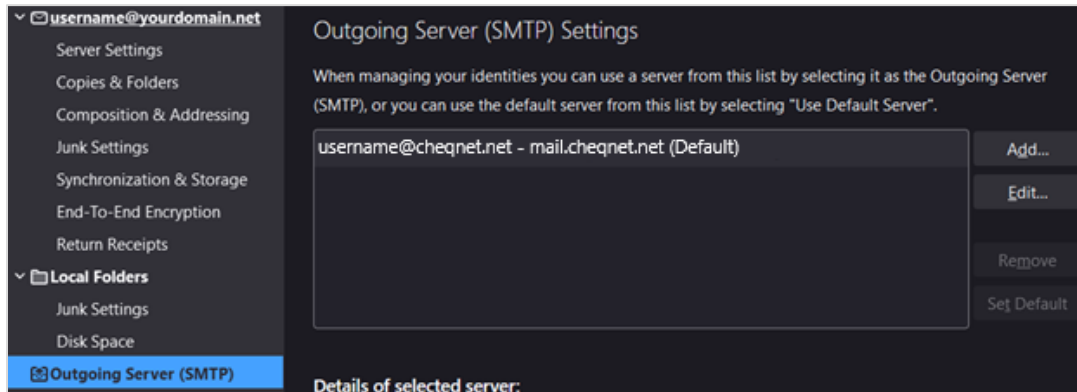 username@yourdomain.net
Server Settings
Copies & Folders
Composition & Addressing
Junk Settings
Synchronization & Storage
End-To-End Encryption
Return Receipts
Local Folders
Junk Settings
Disk Space
Outgoing Server (SMTP)
Outgoing Server (SMTP) Settings
When managing your identities you can use a server from this list by selecting it as the Outgoing Server
(SMTP), or you can use the default server from this list by selecting "Use Default Server".
username@cheqnet.net - mail.cheqnet.net (Default)
Add...
Edit...
Remove
Set Default
Details of selected server: